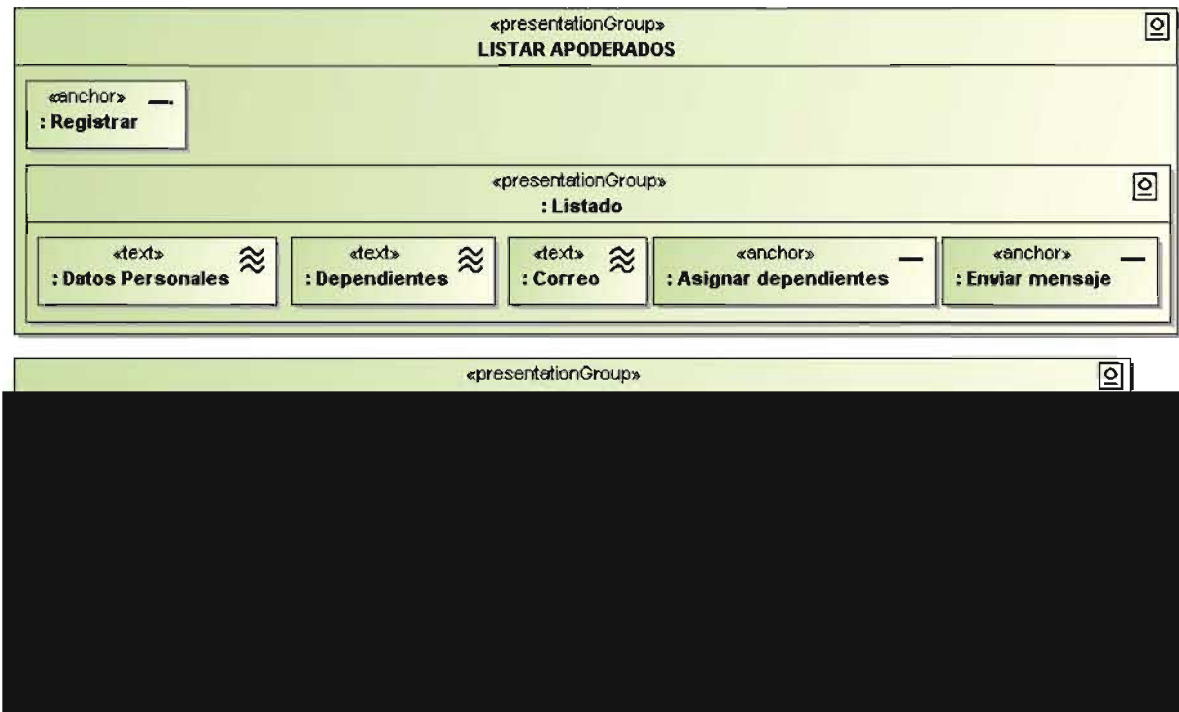 «presentationGroup»
LISTAR APODERADOS
«anchor»
: Registrar
«presentationGroup»
: Listado
«text»
: Datos Personales
«text»
: Dependientes
«text»
: Correo
«anchor»
: Asignar dependientes
«anchor»
: Enviar mensaje
«presentationGroup»